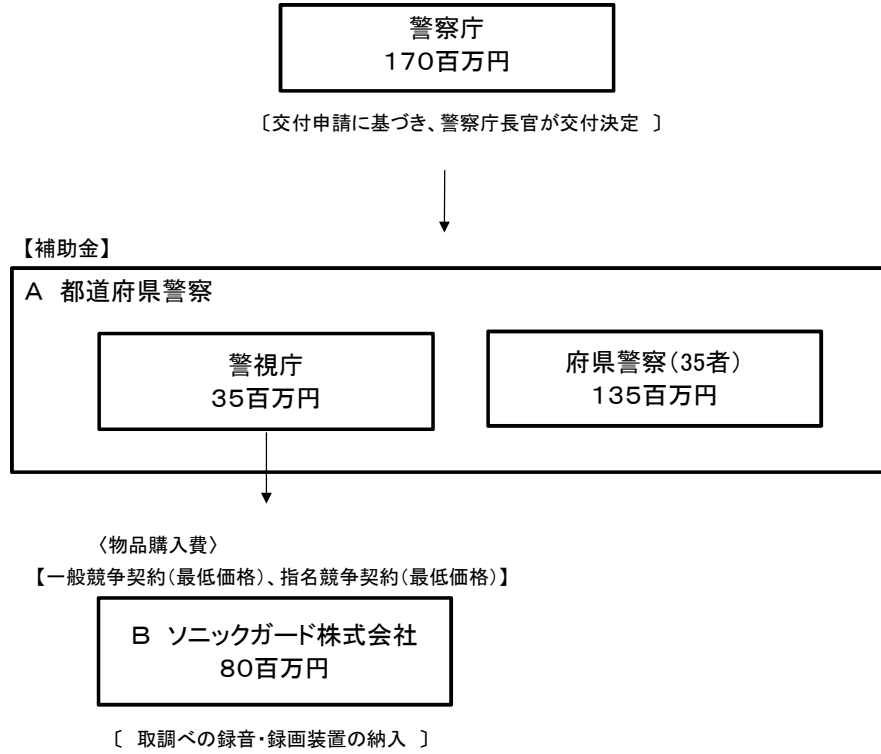 警察庁
170百万円
〔交付申請に基づき、警察庁長官が交付決定 〕
【補助金】
A 都道府県警察
警視庁
35百万円
府県警察(35者)
135百万円
〈物品購入費〉
【一般競争契約(最低価格)、指名競争契約(最低価格)】
B ソニックガード株式会社
80百万円
〔 取調べの録音・録画装置の納入 〕